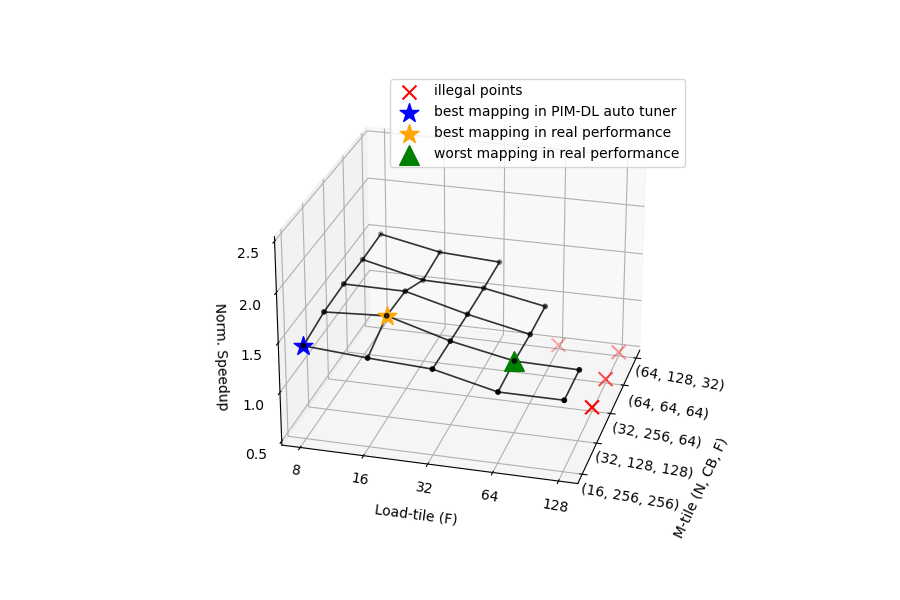 illegal points
best mapping in PIM-DL auto tuner
best mapping in real performance
worst mapping in real performance
2.5
2.0
1.5
1.0
0.5
Norm. Speedup
8
16
32
64
128
Load-tile (F)
(64, 128, 32)
(64, 64, 64)
(32, 256, 64)
(32, 128, 128)
(16, 256, 256)
M-tile (N, CB, F)